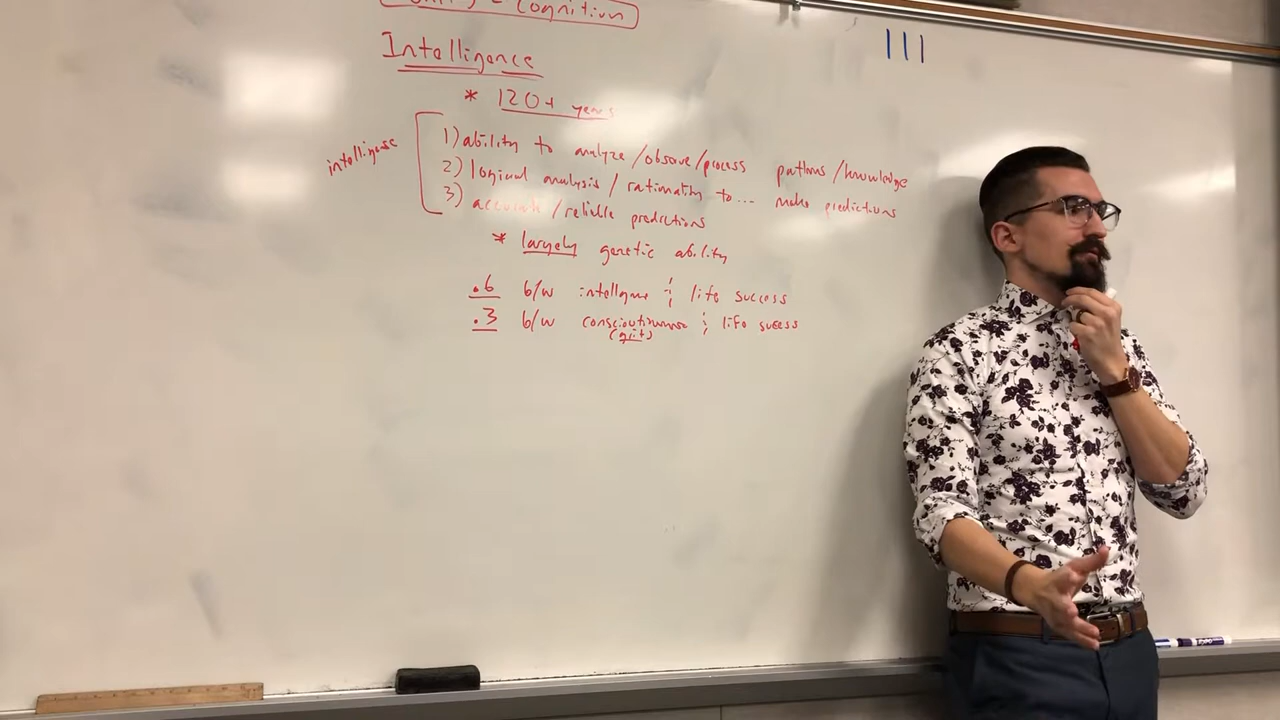 Cognition
Intelligence
* 120+ years
intelligence
1) ability to analyze/observe/process patterns/knowledge
2) logical analysis / rationality to... make predictions
3) accurate/reliable predictions
* largely genetic ability
.6 b/w intelligence & life success
.3 b/w conscientiousness & life success
(grit)
EXPO